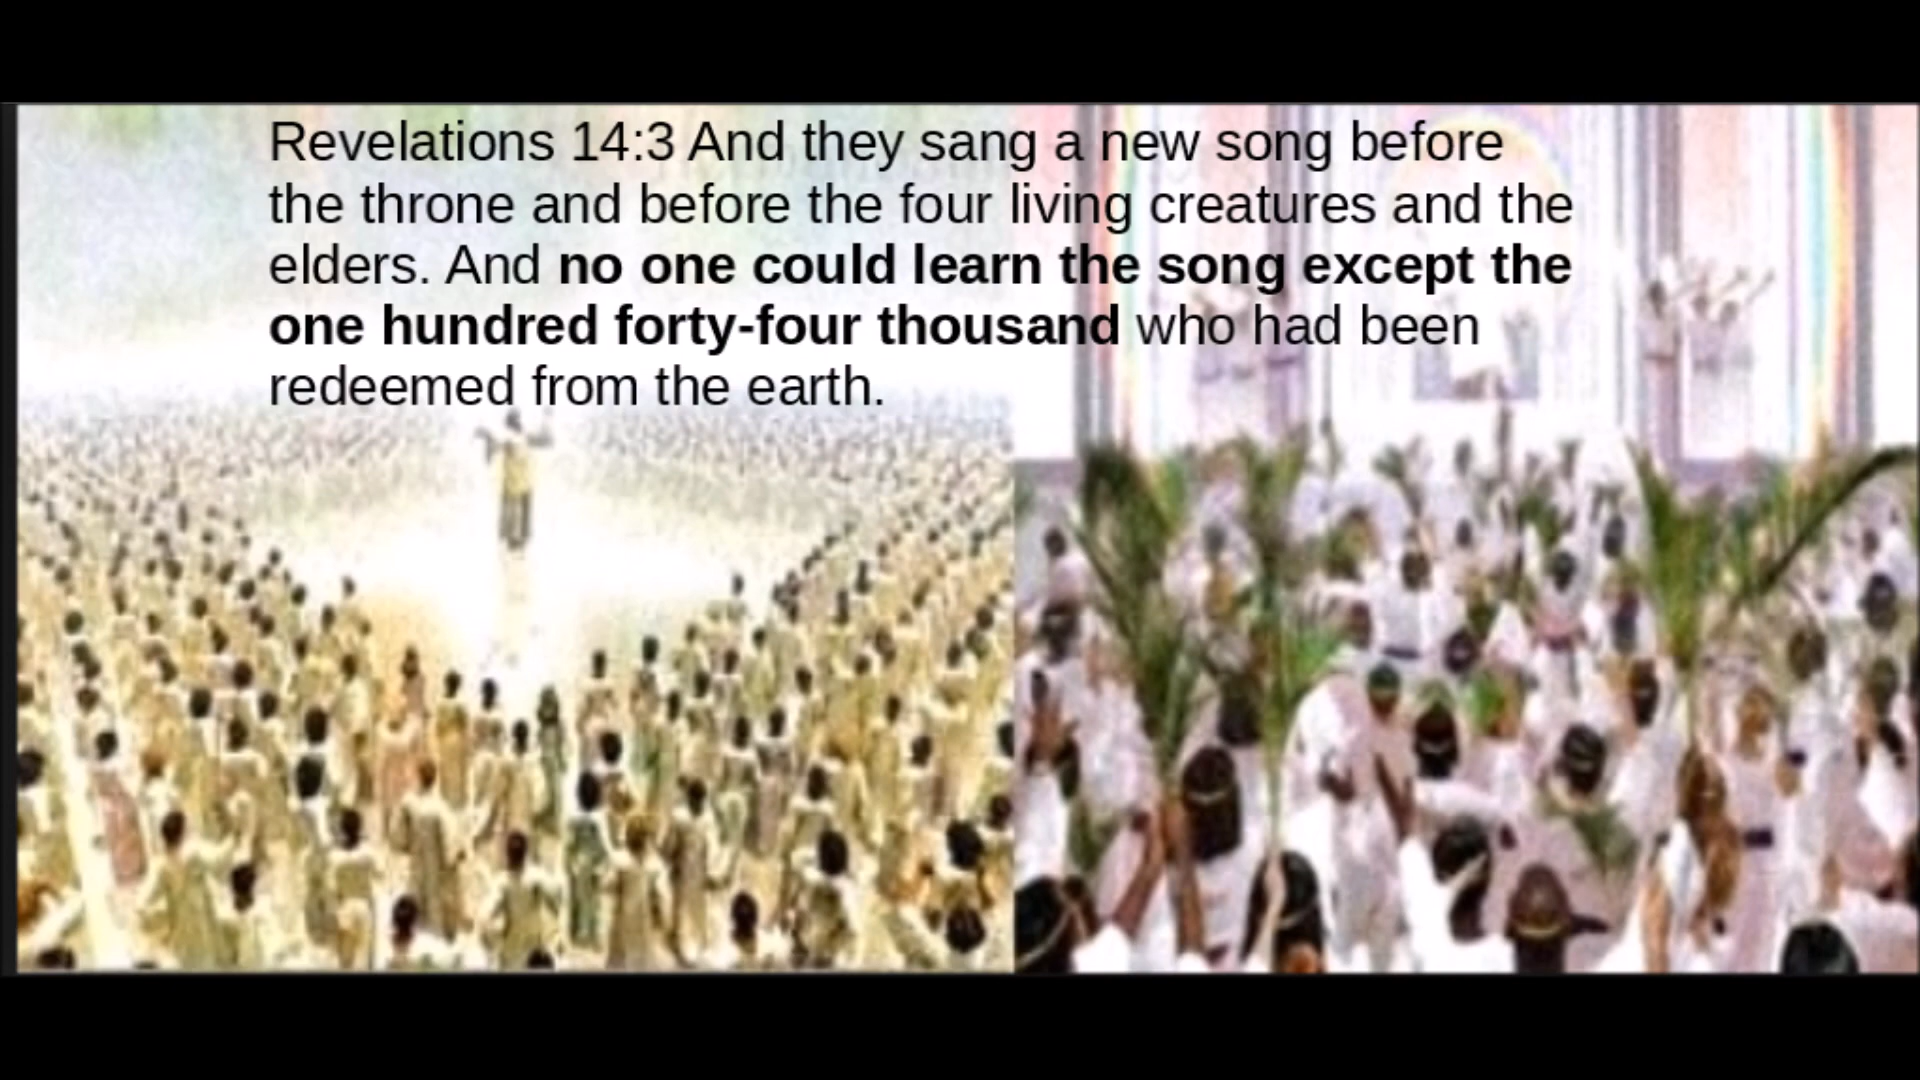 Revelations 14:3 And they sang a new song before
the throne and before the four living creatures and the
elders. And no one could learn the song except the
one hundred forty-four thousand who had been
redeemed from the earth.